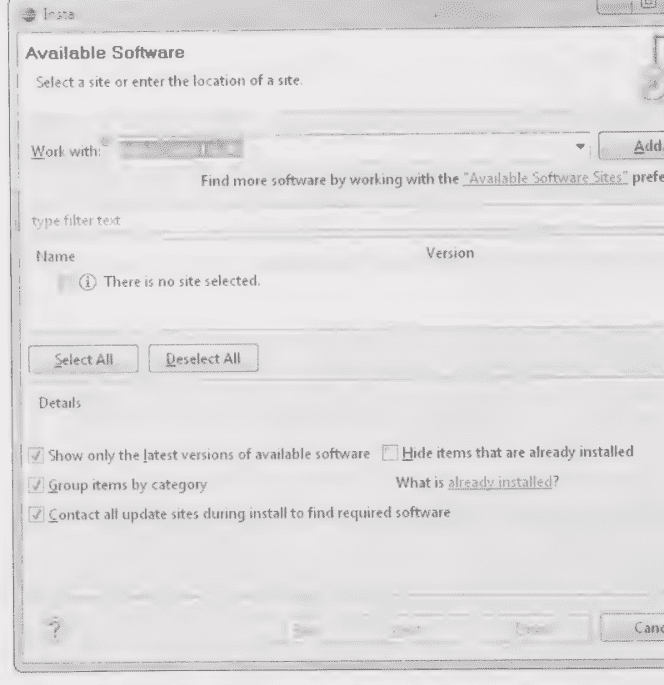 Insta
Available Software
Select a site or enter the location of a site.
Work with:
Add.
Find more software by working with the "Available Software Sites" prefe
type filter text
Name Version
There is no site selected.
Select All Deselect All
Details
Show only the latest versions of available software Hide items that are already installed
Group items by category What is already installed?
Contact all update sites during install to find required software
? Canc